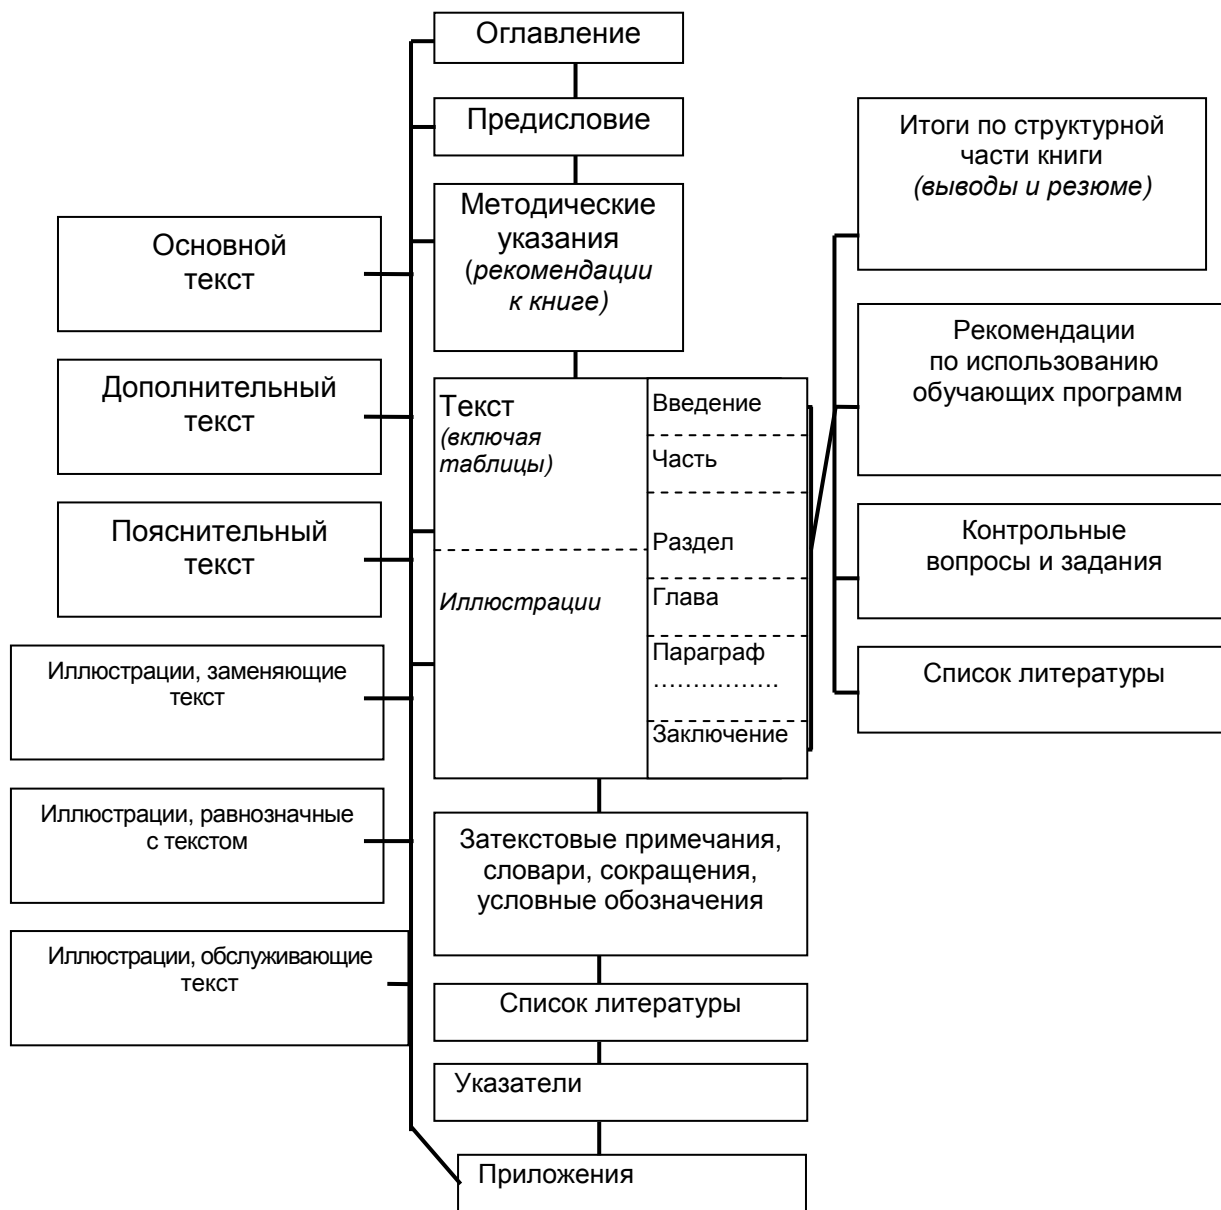 Оглавление
Предисловие
Методические
указания
(рекомендации
к книге)
Основной
текст
Дополнительный
текст
Пояснительный
текст
Иллюстрации, заменяющие
текст
Иллюстрации, равнозначные
с текстом
Иллюстрации, обслуживающие
текст
Текст
(включая
таблицы)
Иллюстрации
Введение
Часть
Раздел
Глава
Параграф
................
Заключение
Итоги по структурной
части книги
(выводы и резюме)
Рекомендации
по использованию
обучающих программ
Контрольные
вопросы и задания
Список литературы
Затекстовые примечания,
словари, сокращения,
условные обозначения
Список литературы
Указатели
Приложения